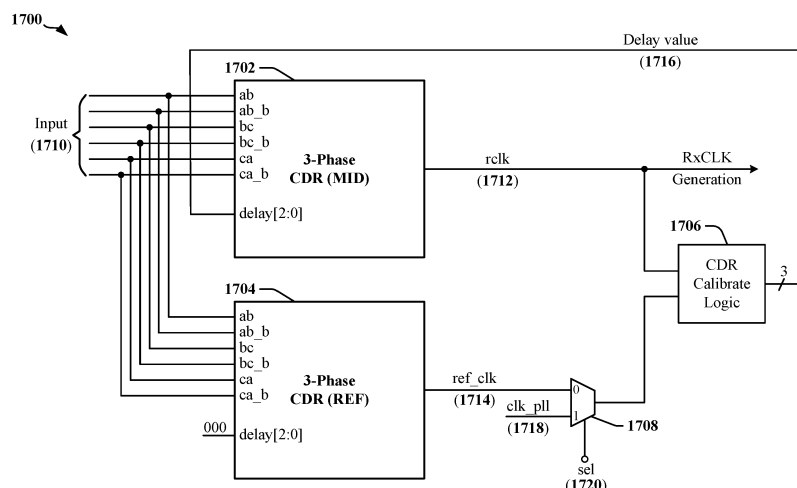 1700
Delay value
(1716)
1702
Input
(1710)
ab
ab_b
bc
bc_b
ca
ca_b
delay[2:0]
3-Phase
CDR (MID)
rclk
(1712)
RxCLK
Generation
1706
CDR
Calibrate
Logic
3
1704
ab
ab_b
bc
bc_b
ca
ca_b
000
delay[2:0]
3-Phase
CDR (REF)
ref_clk
(1714)
clk_pll
(1718)
0
1
1708
sel
(1720)